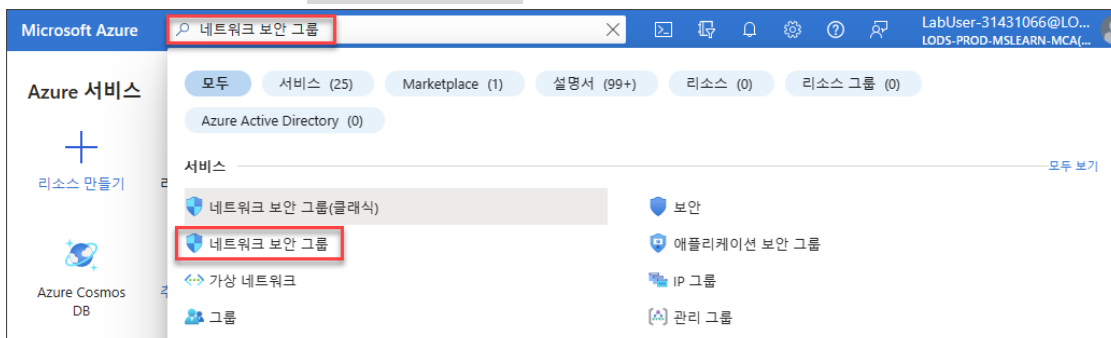 Microsoft Azure
네트워크 보안 그룹
LabUser-31431066@LO...
LODS-PROD-MSLEARN-MCA(...
Azure 서비스
모두
서비스 (25)
Marketplace (1)
설명서 (99+)
리소스 (0)
리소스 그룹 (0)
Azure Active Directory (0)
리소스 만들기
서비스
모두 보기
네트워크 보안 그룹(클래식)
보안
네트워크 보안 그룹
애플리케이션 보안 그룹
가상 네트워크
IP 그룹
그룹
관리 그룹
Azure Cosmos
DB